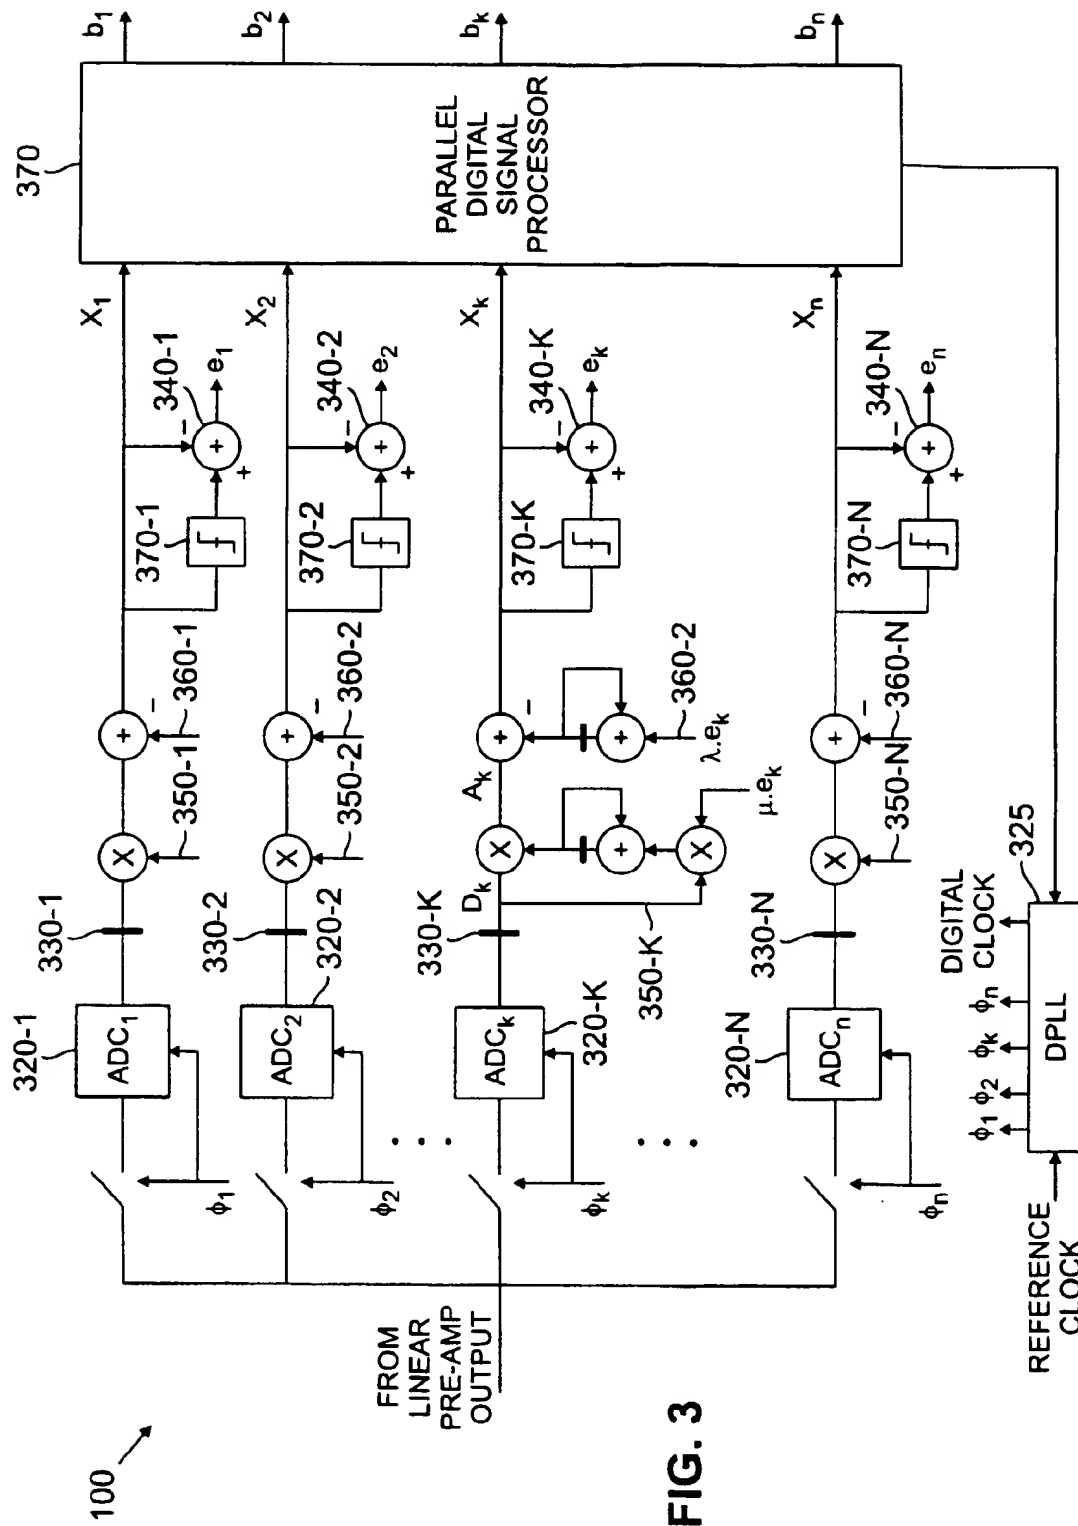 100
FIG. 3
FROM
LINEAR
PRE-AMP
OUTPUT
ϕ₁
320-1
ADC₁
330-1
350-1
360-1
+
−
X
370-1
340-1
−
+
+
e₁
X₁
b₁
ϕ₂
320-2
ADC₂
330-2
350-2
360-2
+
−
X
370-2
340-2
−
+
+
e₂
X₂
b₂
ϕₖ
320-K
ADCₖ
330-K
350-K
Dₖ
Aₖ
X
+
X
μ.eₖ
+
−
+
360-2
λ..eₖ
370-K
340-K
−
+
+
eₖ
Xₖ
bₖ
ϕₙ
320-N
ADCₙ
330-N
350-N
360-N
+
−
X
370-N
340-N
−
+
+
eₙ
Xₙ
bₙ
370
PARALLEL
DIGITAL
SIGNAL
PROCESSOR
REFERENCE
CLOCK
DPLL
325
ϕ₁ ϕ₂ ϕₖ ϕₙ
DIGITAL
CLOCK